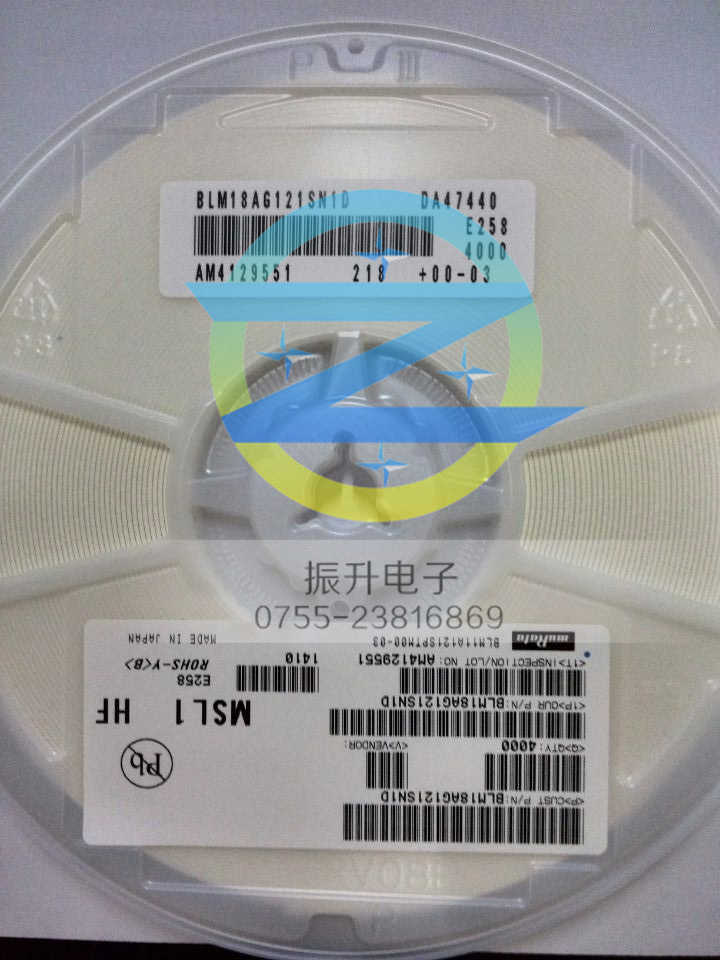 P III
BLM18AG121SN1D DA47440
E258
4000
AM4129551 218 +00-03
PS
振升电子
0755-23816869
muRata BLM11A121SPTM00-03 MADE IN JAPAN
<1T>INSPECTION/LOT NO: AM4129551 1410 ROHS-Y<B>
E258
<1P>OUR P/N:BLM18AG121SN1D
MSL1 HF
<Q>QTY: 4000 <V>VENDOR:
Pb
<P>CUST P/N:BLM18AG121SN1D